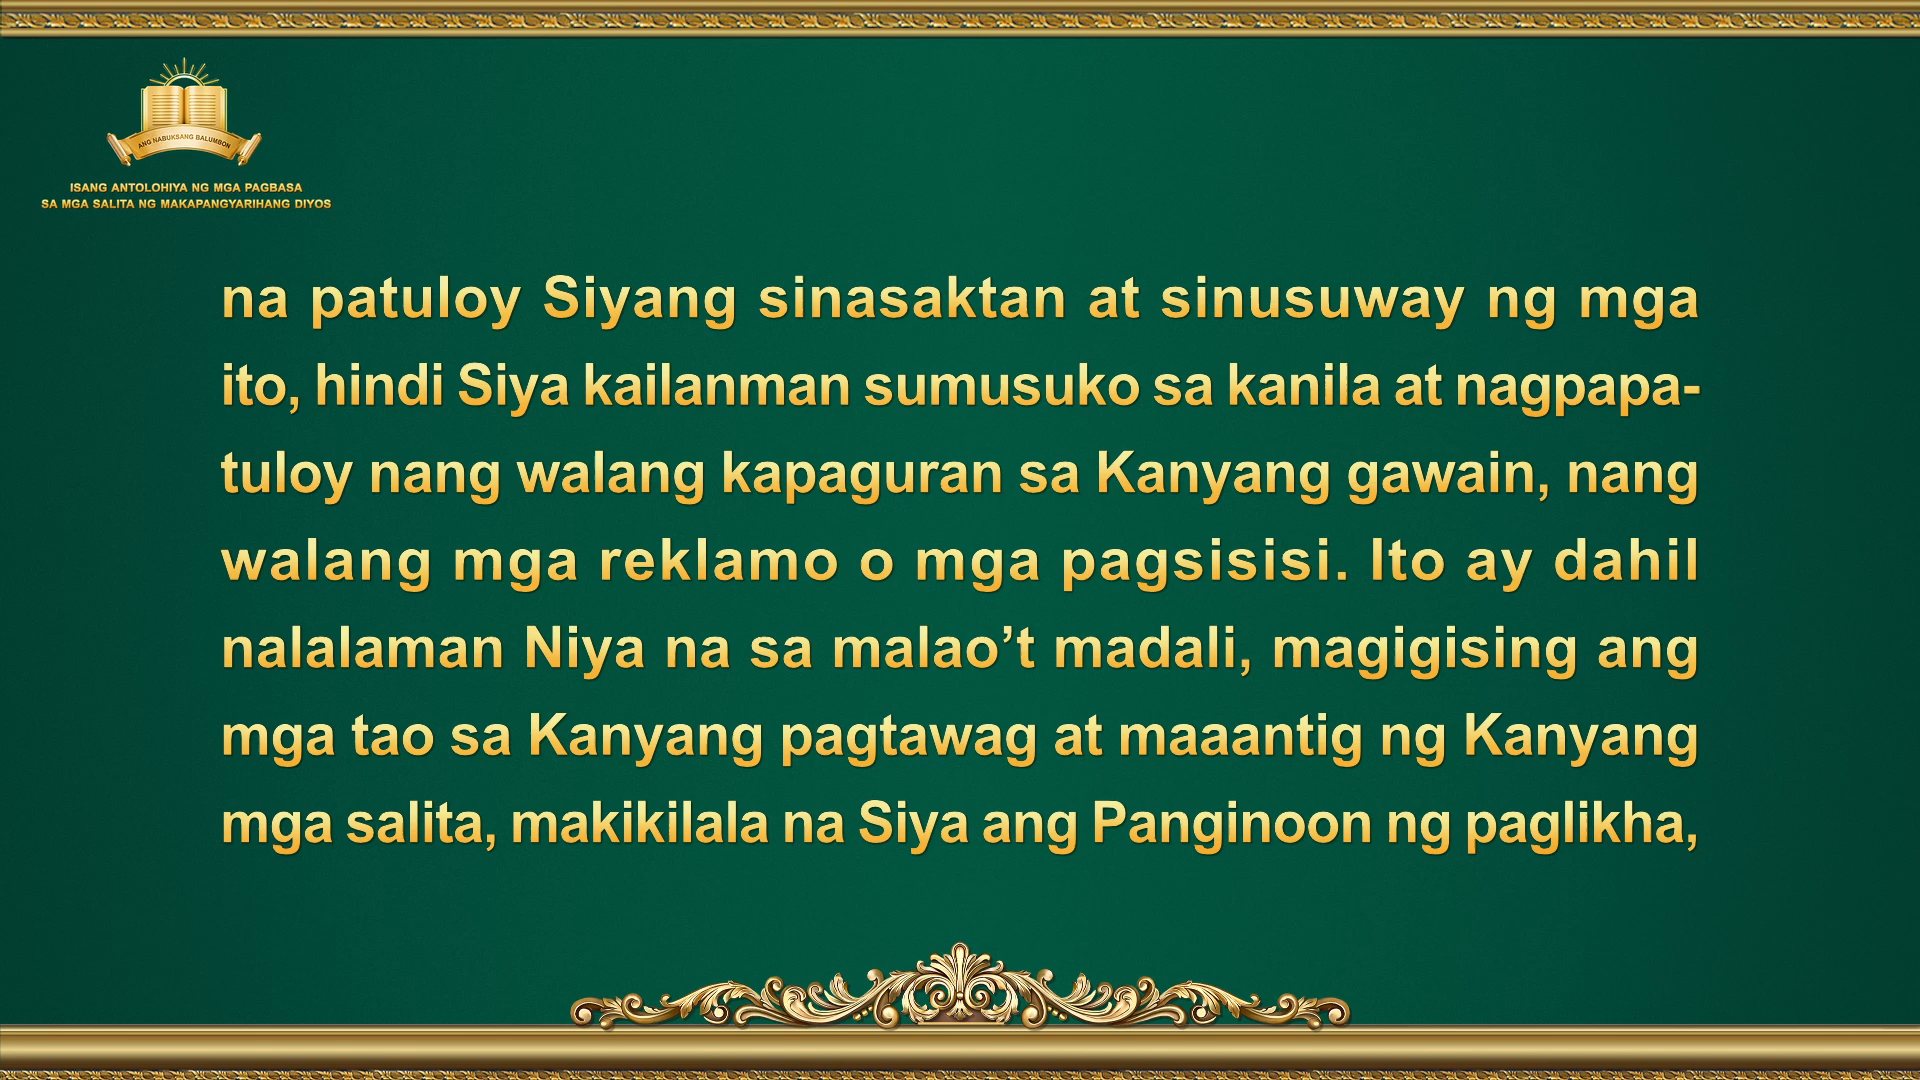 ANG NABUKSANG BALUMBON
ISANG ANTOLOHIYA NG MGA PAGBASA
SA MGA SALITA NG MAKAPANGYARIHANG DIYOS
na patuloy Siyang sinasaktan at sinusuway ng mga
ito, hindi Siya kailanman sumusuko sa kanila at nagpapa-
tuloy nang walang kapaguran sa Kanyang gawain, nang
walang mga reklamo o mga pagsisisi. Ito ay dahil
nalalaman Niya na sa malao’t madali, magigising ang
mga tao sa Kanyang pagtawag at maaantig ng Kanyang
mga salita, makikilala na Siya ang Panginoon ng paglikha,